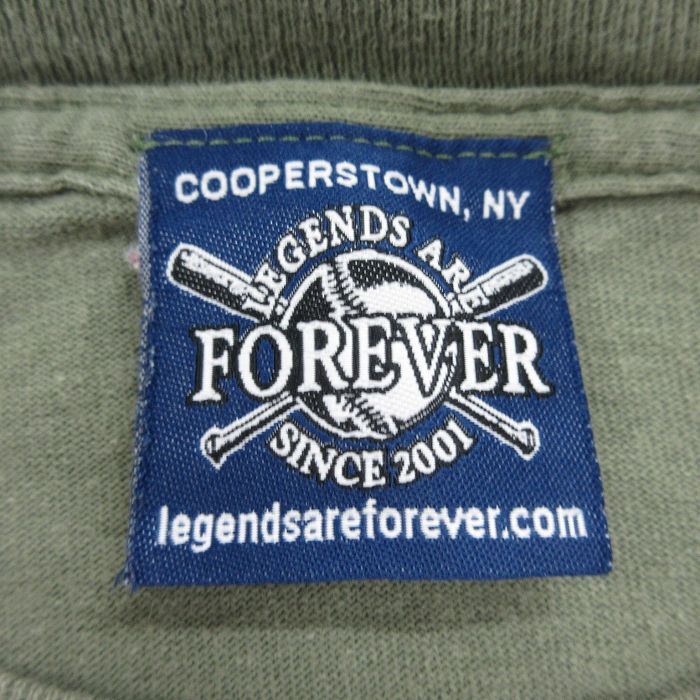 COOPERSTOWN, NY
LEGENDS ARE
FOREVER
SINCE 2001
legendsareforever.com